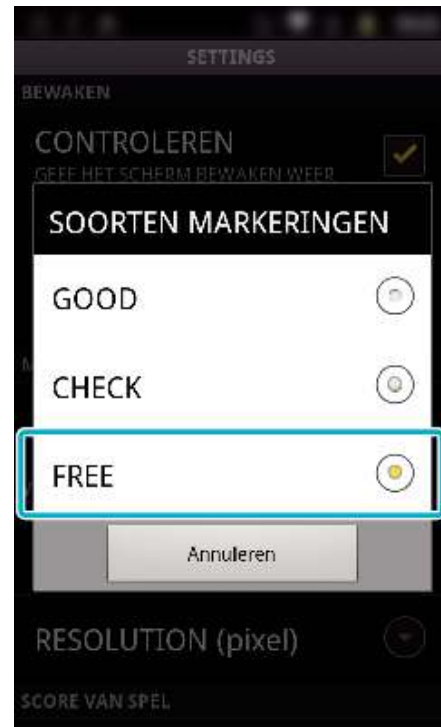 SETTINGS
BEWAKEN
CONTROLEREN
GEEF HET SCHERM BEWAKEN WEER
SOORTEN MARKERINGEN
GOOD
CHECK
FREE
Annuleren
RESOLUTION (pixel)
SCORE VAN SPEL